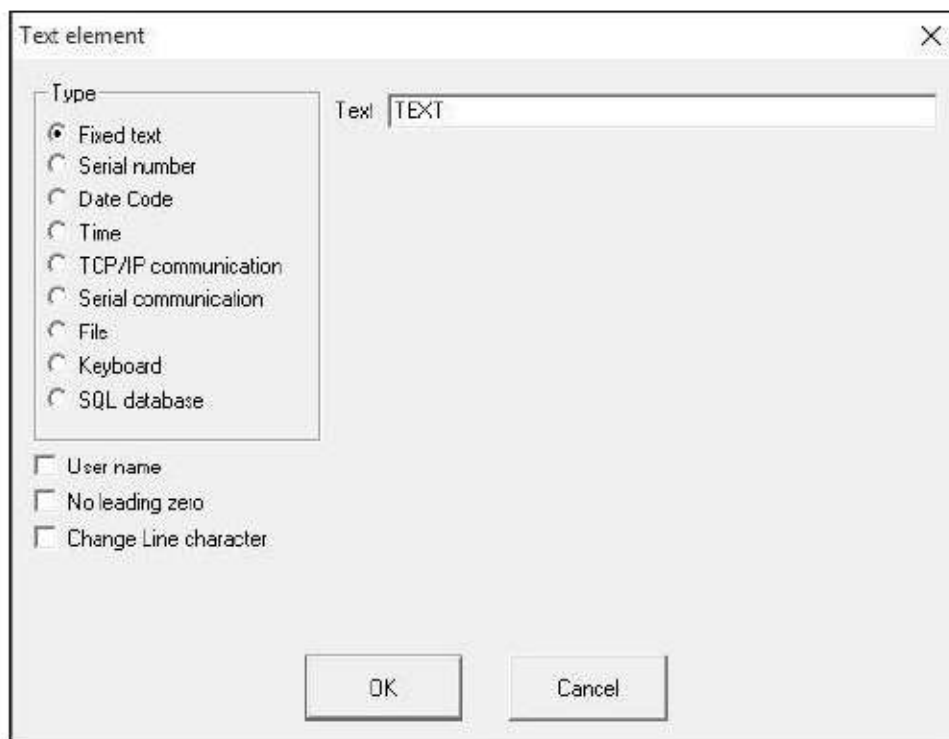 Text element
Type
Fixed text
Serial number
Date Code
Time
TCP/IP communication
Serial communication
File
Keyboard
SQL database
Text TEXT
User name
No leading zero
Change Line character
OK
Cancel